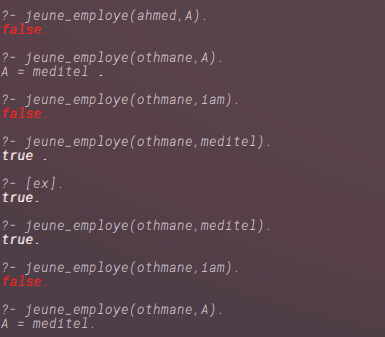 ?- jeune_employe(ahmed,A).
false.
?- jeune_employe(othmane,A).
A = meditel .
?- jeune_employe(othmane,iam).
false.
?- jeune_employe(othmane,meditel).
true .
?- [ex].
true.
?- jeune_employe(othmane,meditel).
true.
?- jeune_employe(othmane,iam).
false.
?- jeune_employe(othmane,A).
A = meditel.